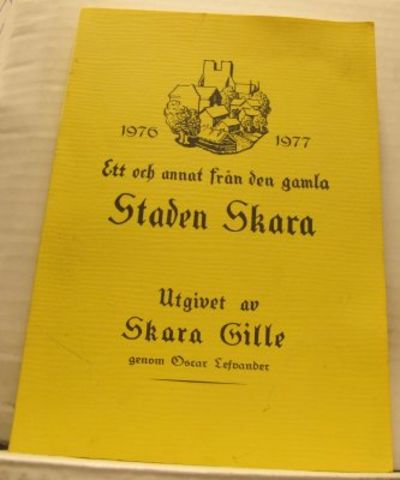 1976
1977
Ett och annat från den gamla
Staden Skara
Utgivet av
Skara Gille
genom Oscar Lefvander